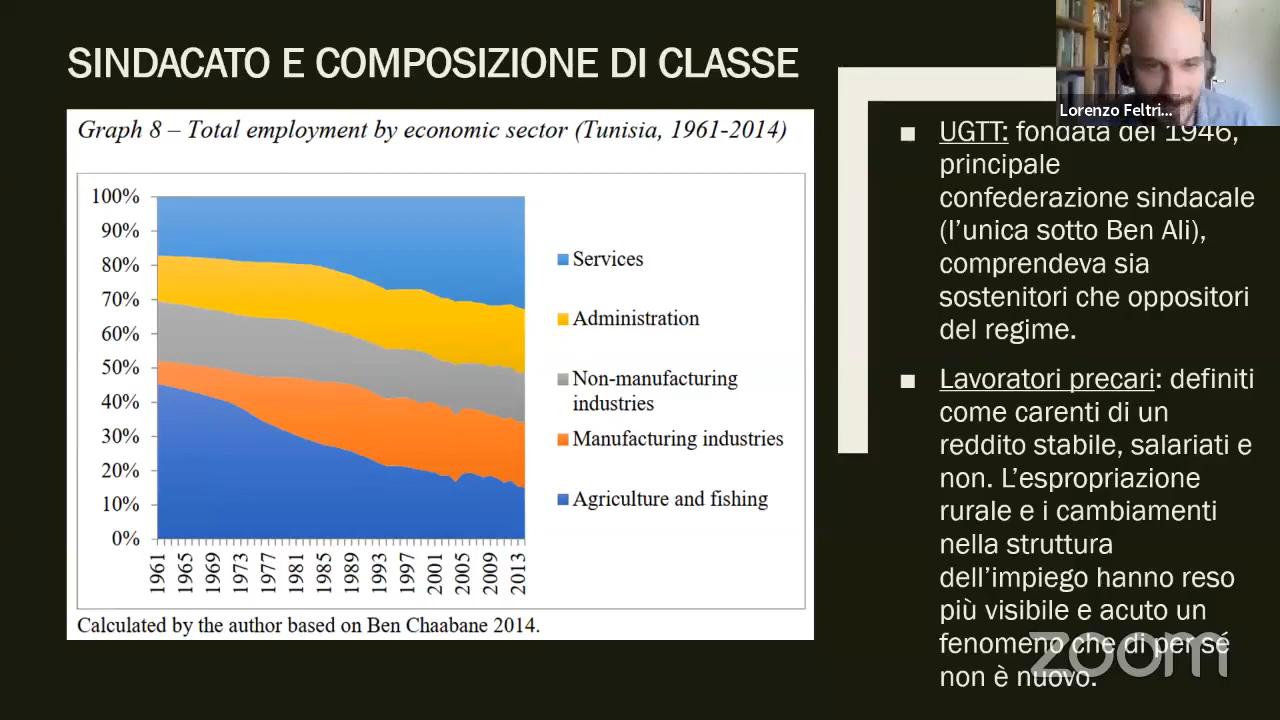 SINDACATO E COMPOSIZIONE DI CLASSE
Graph 8 – Total employment by economic sector (Tunisia, 1961-2014)
100%
90%
80%
70%
60%
50%
40%
30%
20%
10%
0%
1961
1965
1969
1973
1977
1981
1985
1989
1993
1997
2001
2005
2009
2013
Services
Administration
Non-manufacturing
industries
Manufacturing industries
Agriculture and fishing
Calculated by the author based on Ben Chaabane 2014.
Lorenzo Feltri...
■ UGTT: fondata del 1946,
principale
confederazione sindacale
(l’unica sotto Ben Ali),
comprendeva sia
sostenitori che oppositori
del regime.
■ Lavoratori precari: definiti
come carenti di un
reddito stabile, salariati e
non. L’espropriazione
rurale e i cambiamenti
nella struttura
dell’impiego hanno reso
più visibile e acuto un
fenomeno che di per sé
non è nuovo.
zoom